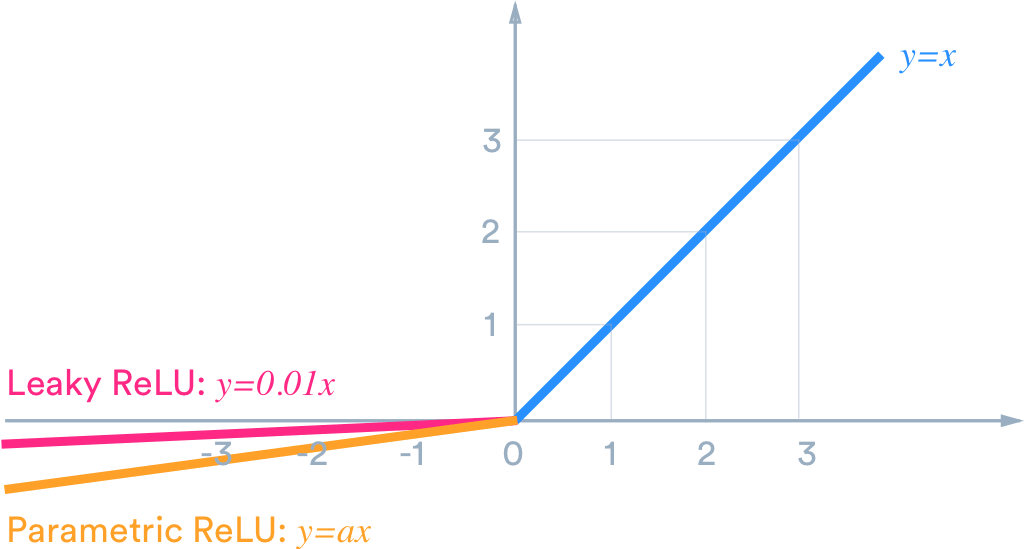 y=x
3
2
1
Leaky ReLU: y=0.01x
-3 -2 -1 0 1 2 3
Parametric ReLU: y=ax